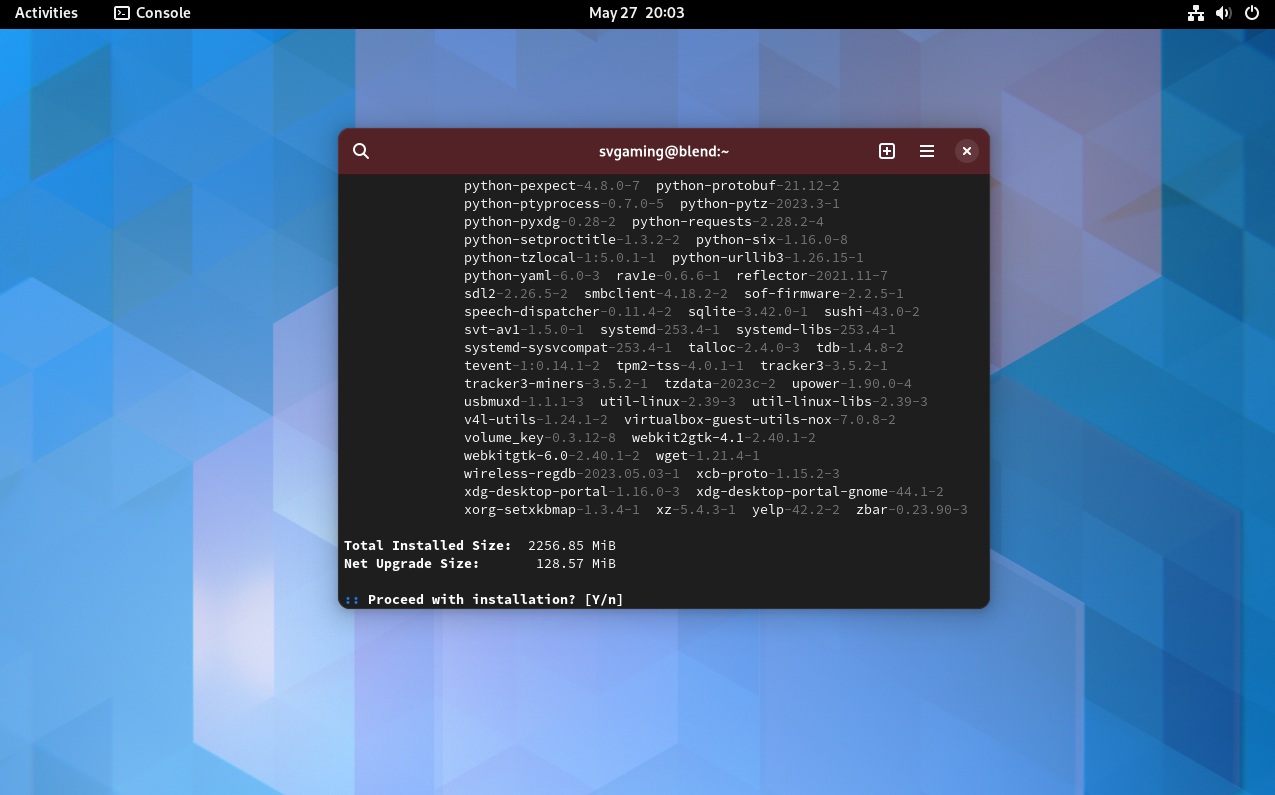 Activities Console May 27 20:03
svgaming@blend:~
python-pexpect-4.8.0-7 python-protobuf-21.12-2
python-ptyprocess-0.7.0-5 python-pytz-2023.3-1
python-pyxdg-0.28-2 python-requests-2.28.2-4
python-setproctitle-1.3.2-2 python-six-1.16.0-8
python-tzlocal-1:5.0.1-1 python-urllib3-1.26.15-1
python-yaml-6.0-3 rav1e-0.6.6-1 reflector-2021.11-7
sdl2-2.26.5-2 smbclient-4.18.2-2 sof-firmware-2.2.5-1
speech-dispatcher-0.11.4-2 sqlite-3.42.0-1 sushi-43.0-2
svt-av1-1.5.0-1 systemd-253.4-1 systemd-libs-253.4-1
systemd-sysvcompat-253.4-1 talloc-2.4.0-3 tdb-1.4.8-2
tevent-1:0.14.1-2 tpm2-tss-4.0.1-1 tracker3-3.5.2-1
tracker3-miners-3.5.2-1 tzdata-2023c-2 upower-1.90.0-4
usbmuxd-1.1.1-3 util-linux-2.39-3 util-linux-libs-2.39-3
v4l-utils-1.24.1-2 virtualbox-guest-utils-nox-7.0.8-2
volume_key-0.3.12-8 webkit2gtk-4.1-2.40.1-2
webkitgtk-6.0-2.40.1-2 wget-1.21.4-1
wireless-regdb-2023.05.03-1 xcb-proto-1.15.2-3
xdg-desktop-portal-1.16.0-3 xdg-desktop-portal-gnome-44.1-2
xorg-setxkbmap-1.3.4-1 xz-5.4.3-1 yelp-42.2-2 zbar-0.23.90-3
Total Installed Size: 2256.85 MiB
Net Upgrade Size: 128.57 MiB
:: Proceed with installation? [Y/n]